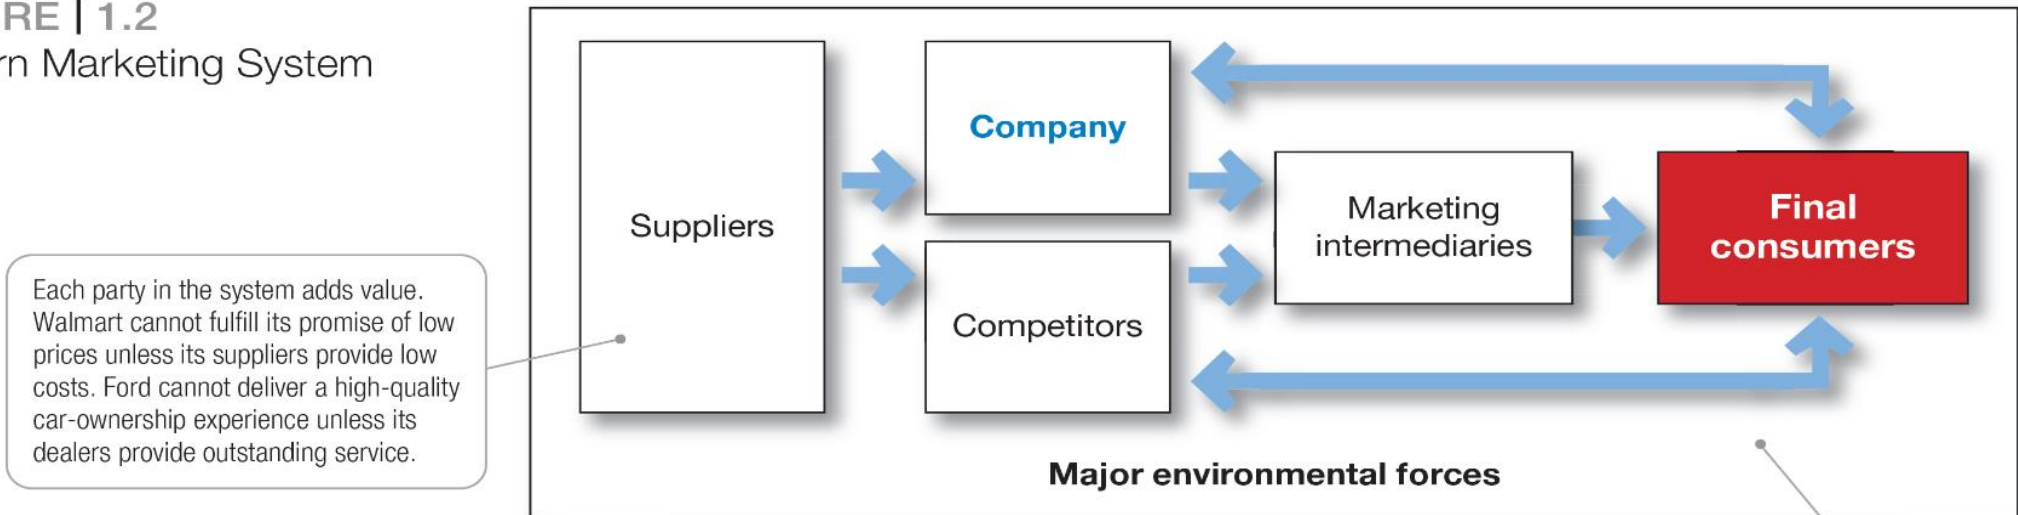 RE | 1.2
rn Marketing System
Suppliers
Company
Competitors
Marketing
intermediaries
Final
consumers
Each party in the system adds value.
Walmart cannot fulfill its promise of low
prices unless its suppliers provide low
costs. Ford cannot deliver a high-quality
car-ownership experience unless its
dealers provide outstanding service.
Major environmental forces